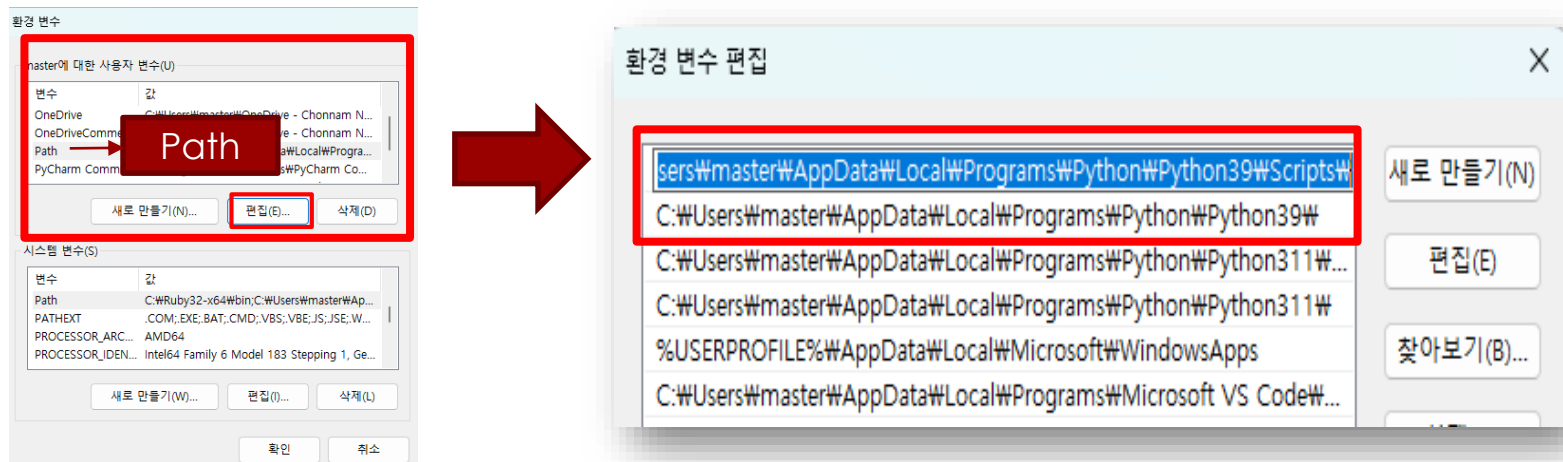 환경 변수
master에 대한 사용자 변수(U)
변수 값
OneDrive C:₩Users₩master₩OneDrive - Chonnam N...
OneDriveComme ve - Chonnam N...
Path a₩Local₩Progra...
Path
PyCharm Comm s₩PyCharm Co...
새로 만들기(N)... 편집(E)... 삭제(D)
시스템 변수(S)
변수 값
Path C:₩Ruby32-x64₩bin;C:₩Users₩master₩Ap...
PATHEXT .COM;.EXE;.BAT;.CMD;.VBS;.VBE;.JS;.JSE;.W...
PROCESSOR_ARC... AMD64
PROCESSOR_IDEN... Intel64 Family 6 Model 183 Stepping 1, Ge...
새로 만들기(W)... 편집(I)... 삭제(L)
확인 취소
환경 변수 편집
sers₩master₩AppData₩Local₩Programs₩Python₩Python39₩Scripts₩
C:₩Users₩master₩AppData₩Local₩Programs₩Python₩Python39₩
C:₩Users₩master₩AppData₩Local₩Programs₩Python₩Python311₩...
C:₩Users₩master₩AppData₩Local₩Programs₩Python₩Python311₩
%USERPROFILE%₩AppData₩Local₩Microsoft₩WindowsApps
C:₩Users₩master₩AppData₩Local₩Programs₩Microsoft VS Code₩...
새로 만들기(N)
편집(E)
찾아보기(B)...